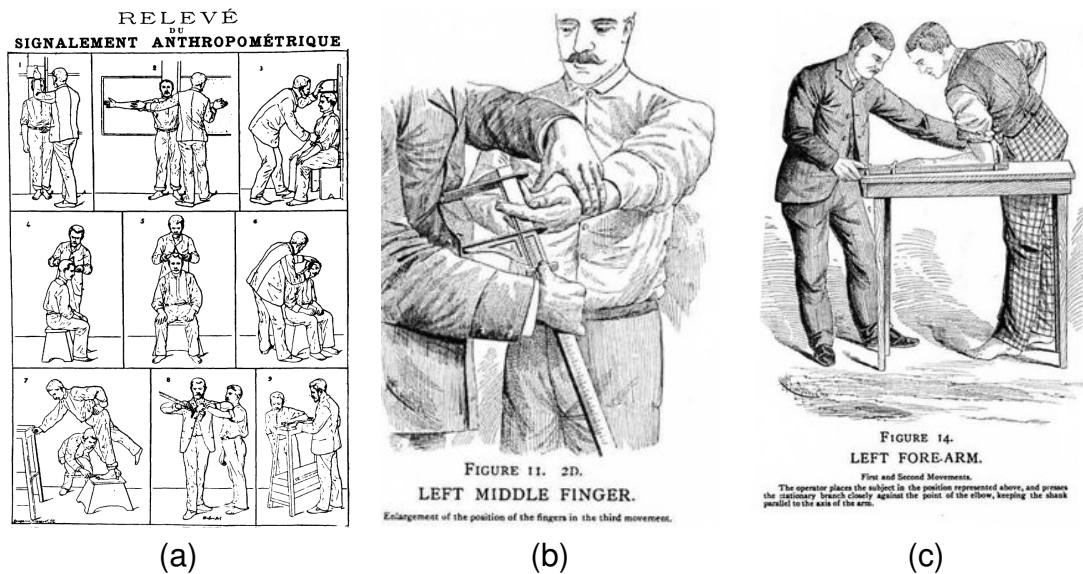 RELEVÉ
DU
SIGNALEMENT ANTHROPOMÉTRIQUE
1
2
3
4
5
6
7
8
9
FIGURE 11. 2D.
LEFT MIDDLE FINGER.
Enlargement of the position of the fingers in the third movement.
FIGURE 14.
LEFT FORE-ARM.
First and Second Movements.
The operator places the subject in the position represented above, and presses
the stationary branch closely against the point of the elbow, keeping the shank
parallel to the axis of the arm.
(a)
(b)
(c)